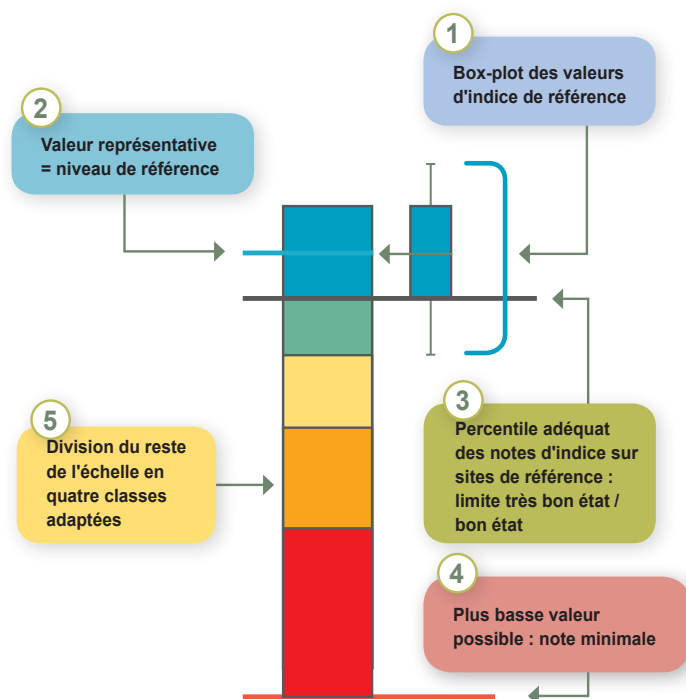 1
Box-plot des valeurs
d'indice de référence
2
Valeur représentative
= niveau de référence
3
Percentile adéquat
des notes d'indice sur
sites de référence :
limite très bon état /
bon état
5
Division du reste
de l'échelle en
quatre classes
adaptées
4
Plus basse valeur
possible : note minimale